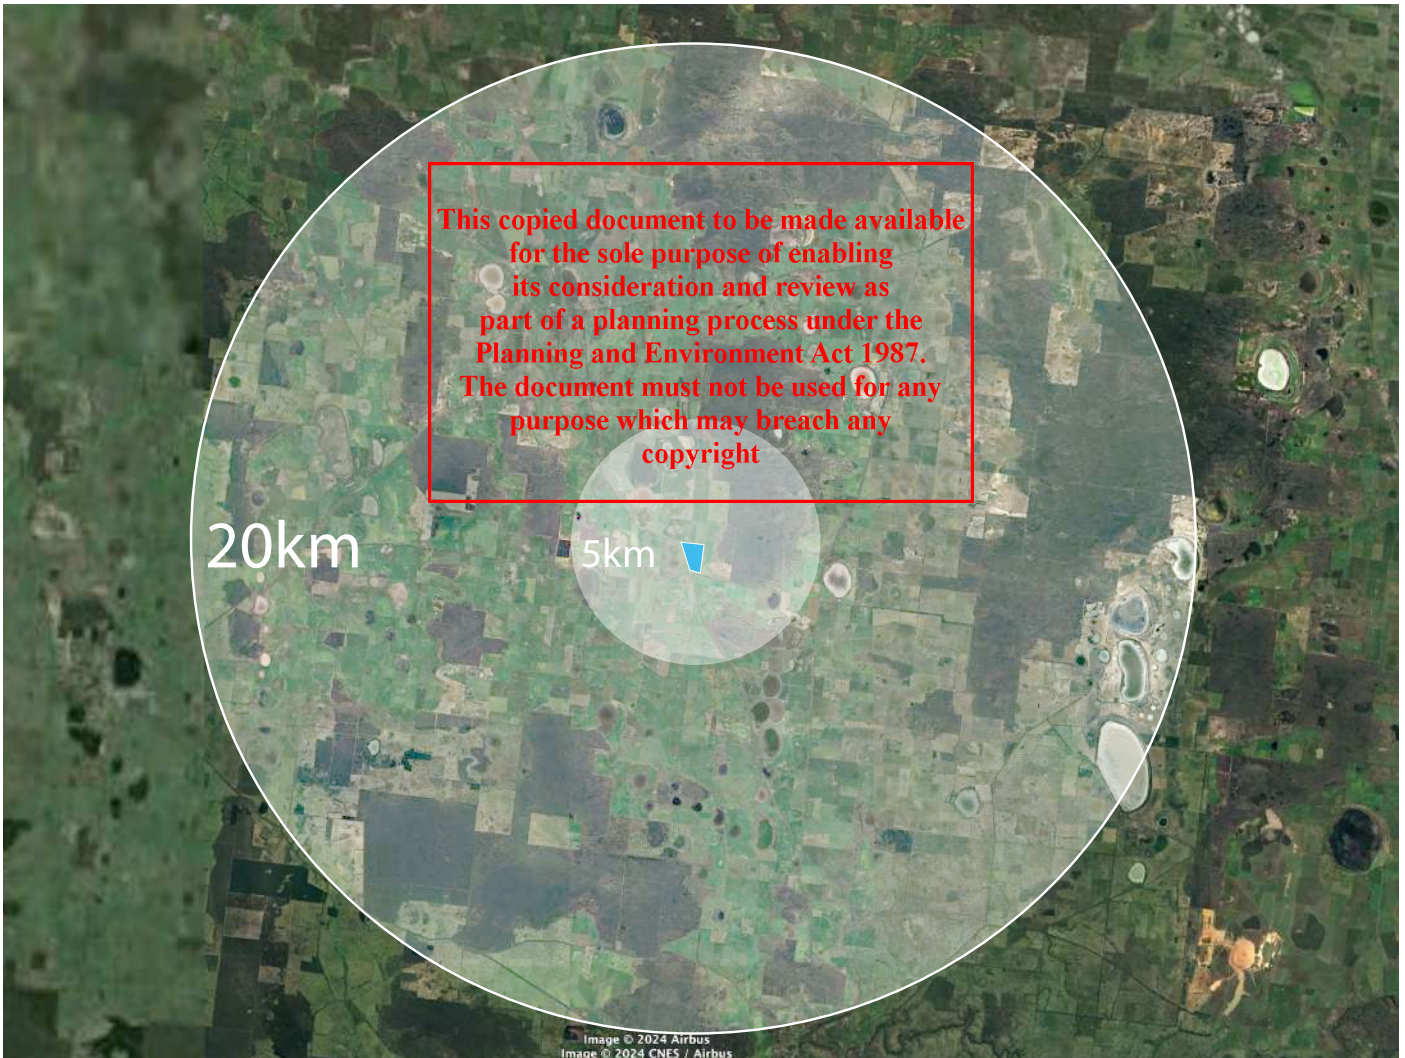 This copied document to be made available
for the sole purpose of enabling
its consideration and review as
part of a planning process under the
Planning and Environment Act 1987.
The document must not be used for any
purpose which may breach any
copyright
20km
5km
Image © 2024 Airbus
Image © 2024 CNES / Airbus